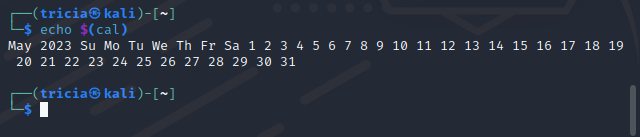 ┌──(tricia㉿kali)-[~]
└─$ echo $(cal)
May 2023 Su Mo Tu We Th Fr Sa 1 2 3 4 5 6 7 8 9 10 11 12 13 14 15 16 17 18 19
20 21 22 23 24 25 26 27 28 29 30 31
┌──(tricia㉿kali)-[~]
└─$